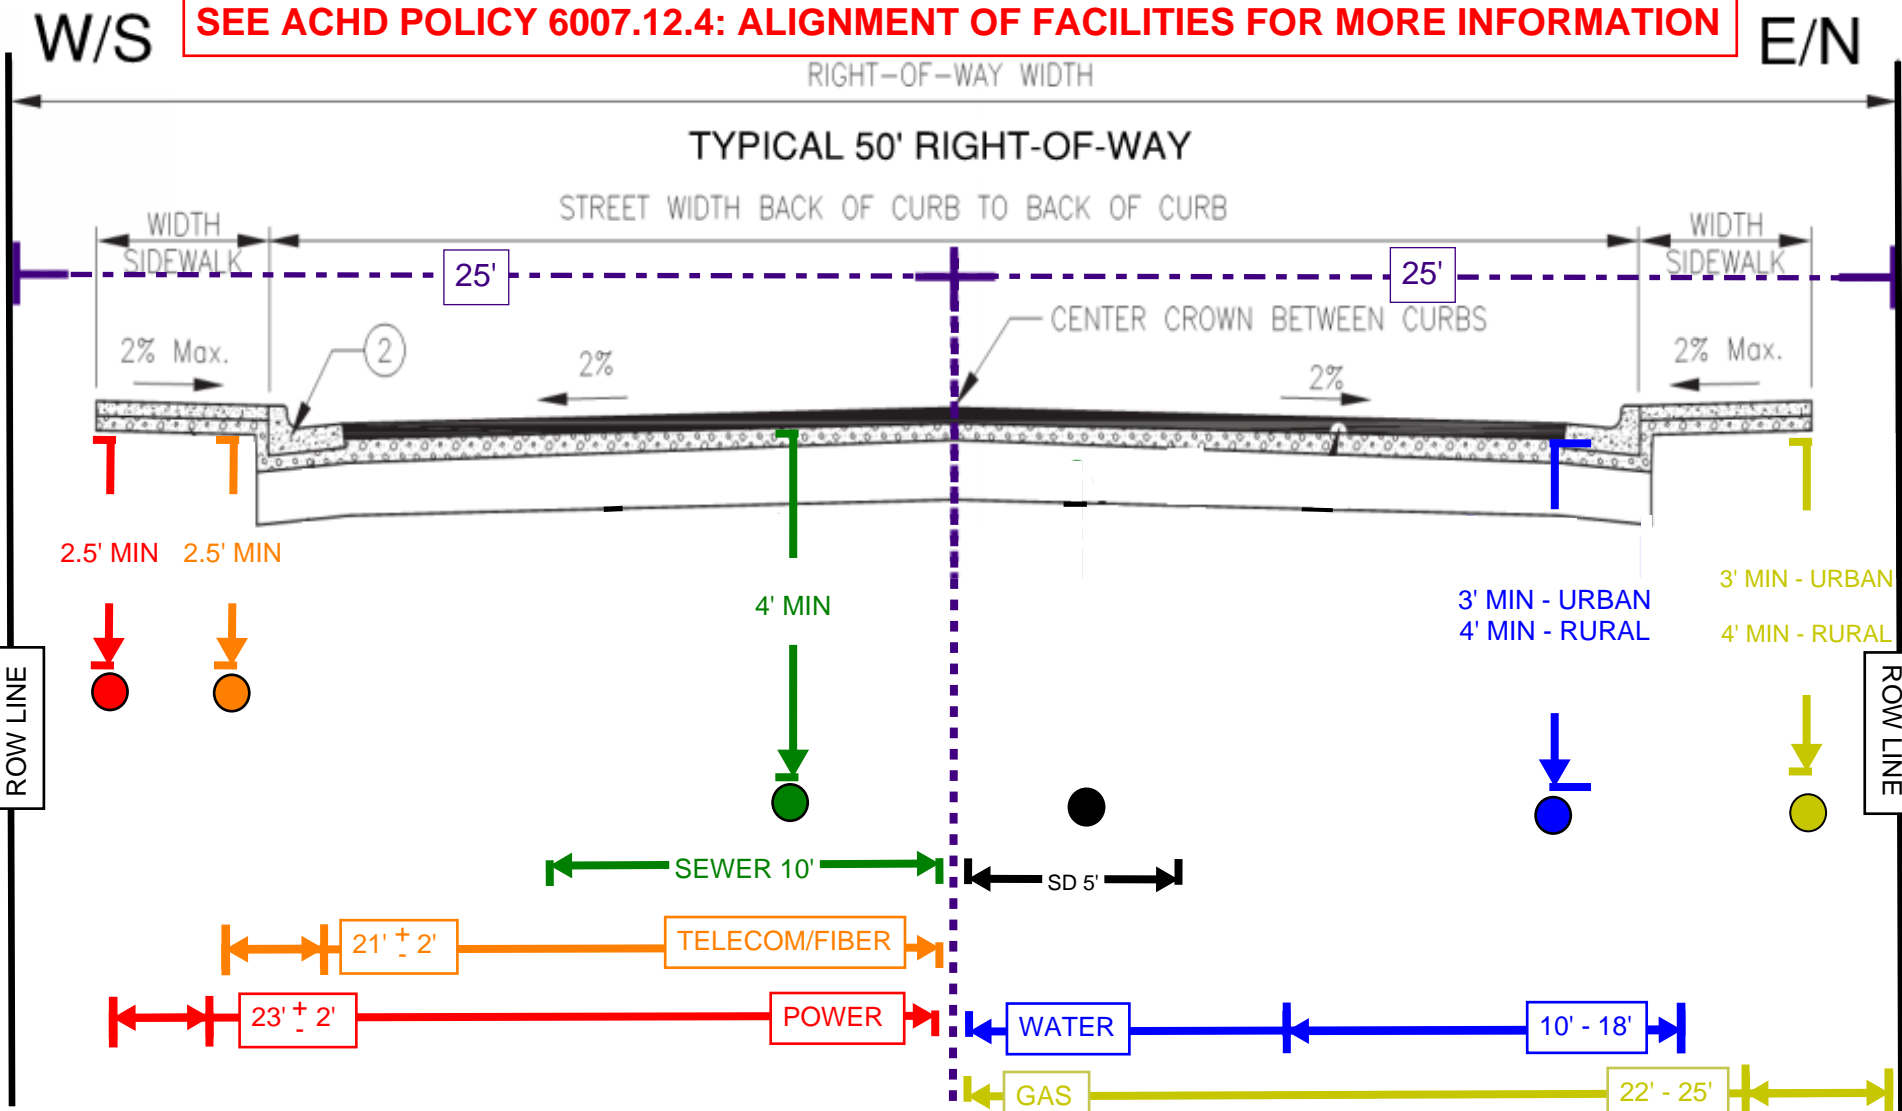 SEE ACHD POLICY 6007.12.4: ALIGNMENT OF FACILITIES FOR MORE INFORMATION
W/S
E/N
RIGHT-OF-WAY WIDTH
TYPICAL 50' RIGHT-OF-WAY
STREET WIDTH BACK OF CURB TO BACK OF CURB
WIDTH
SIDEWALK
WIDTH
SIDEWALK
25'
25'
CENTER CROWN BETWEEN CURBS
2% Max.
2
2%
2%
2% Max.
2.5' MIN
2.5' MIN
4' MIN
3' MIN - URBAN
4' MIN - RURAL
3' MIN - URBAN
4' MIN - RURAL
ROW LINE
ROW LINE
SEWER 10'
SD 5'
21' + - 2'
TELECOM/FIBER
23' + - 2'
POWER
WATER
10' - 18'
GAS
22' - 25'